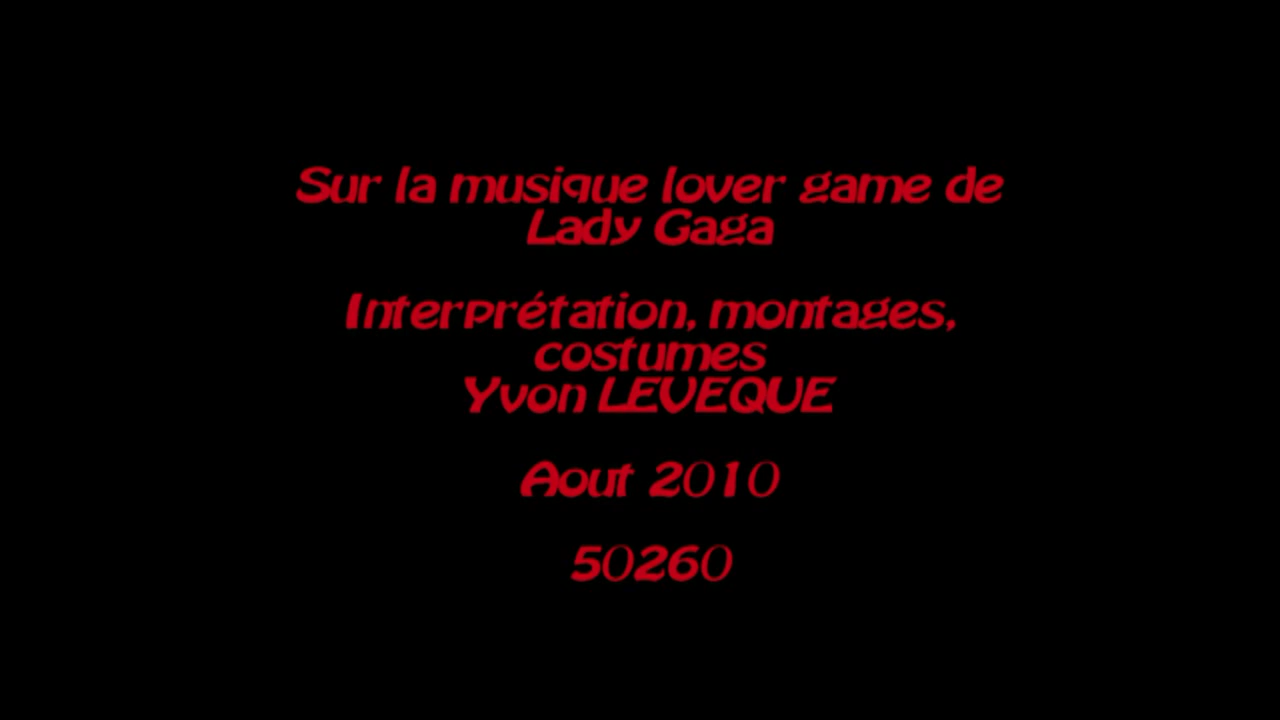 Sur la musique lover game de
Lady Gaga
Interprétation, montages,
costumes
Yvon LEVEQUE
Aout 2010
50260